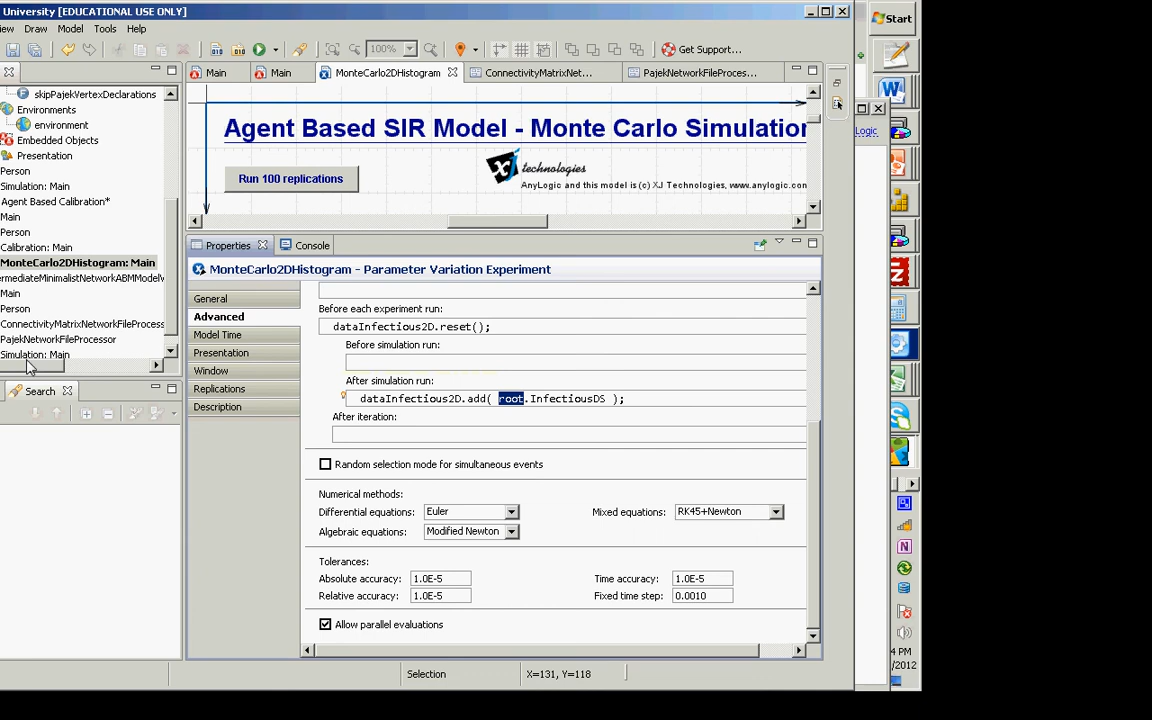 University [EDUCATIONAL USE ONLY]
iew Draw Model Tools Help
100% Get Support...
Main Main MonteCarlo2DHistogram ConnectivityMatrixNet... PajekNetworkFileProces...
skipPajekVertexDeclarations
Environments
environment
Embedded Objects
Presentation
Person
Simulation: Main
Agent Based Calibration*
Main
Person
Calibration: Main
MonteCarlo2DHistogram: Main
ermediateMinimalistNetworkABMModelV
Main
Person
ConnectivityMatrixNetworkFileProcess
PajekNetworkFileProcessor
Simulation: Main
Search
Agent Based SIR Model - Monte Carlo Simulation
Run 100 replications
xj technologies
AnyLogic and this model is (c) XJ Technologies, www.anylogic.com
Properties Console
MonteCarlo2DHistogram - Parameter Variation Experiment
General
Advanced
Model Time
Presentation
Window
Replications
Description
Before each experiment run:
dataInfectious2D.reset();
Before simulation run:
After simulation run:
dataInfectious2D.add( root.InfectiousDS );
After iteration:
Random selection mode for simultaneous events
Numerical methods:
Differential equations: Euler Mixed equations: RK45+Newton
Algebraic equations: Modified Newton
Tolerances:
Absolute accuracy: 1.0E-5 Time accuracy: 1.0E-5
Relative accuracy: 1.0E-5 Fixed time step: 0.0010
Allow parallel evaluations
Selection X=131, Y=118
Start
Logic
4 PM
/2012